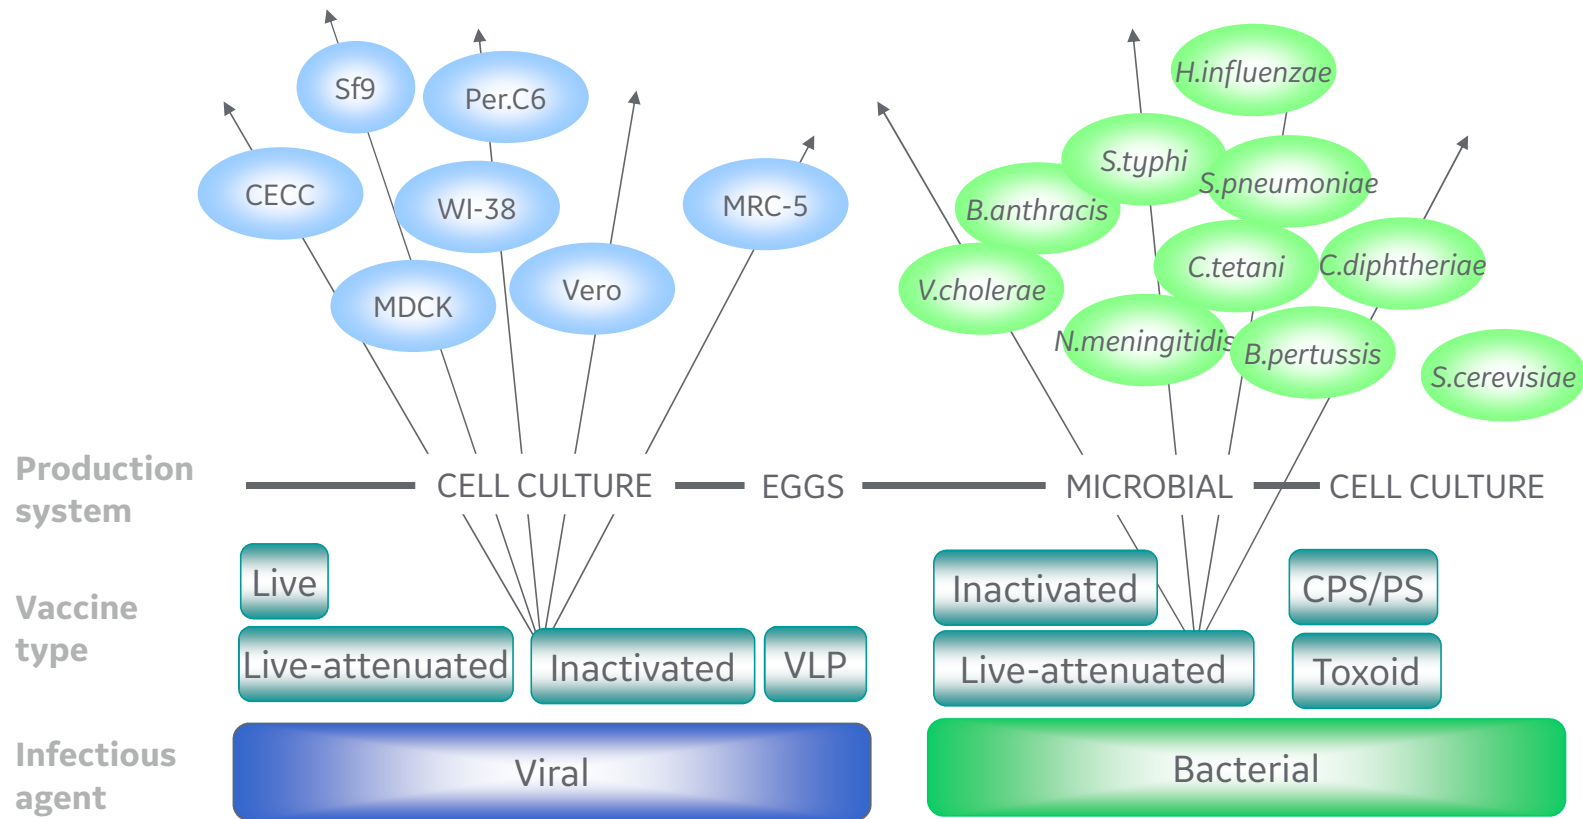 Sf9
Per.C6
CECC
WI-38
MRC-5
MDCK
Vero
H.influenzae
S.typhi
S.pneumoniae
B.anthracis
C.tetani
C.diphtheriae
V.cholerae
N.meningitidis
B.pertussis
S.cerevisiae
Production
system
CELL CULTURE
EGGS
MICROBIAL
CELL CULTURE
Vaccine
type
Live
Live-attenuated
Inactivated
VLP
Inactivated
CPS/PS
Live-attenuated
Toxoid
Infectious
agent
Viral
Bacterial